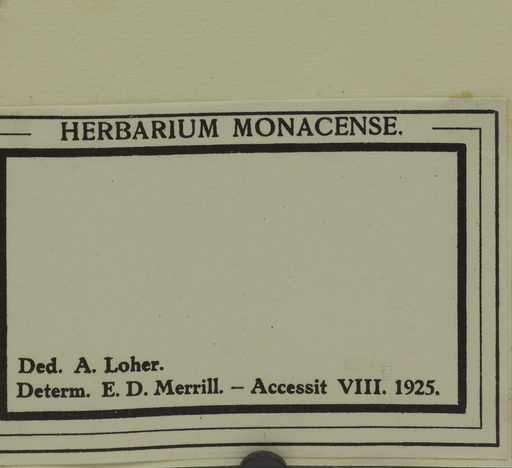 HERBARIUM MONACENSE.
Ded. A. Loher.
Determ. E. D. Merrill. – Accessit VIII. 1925.